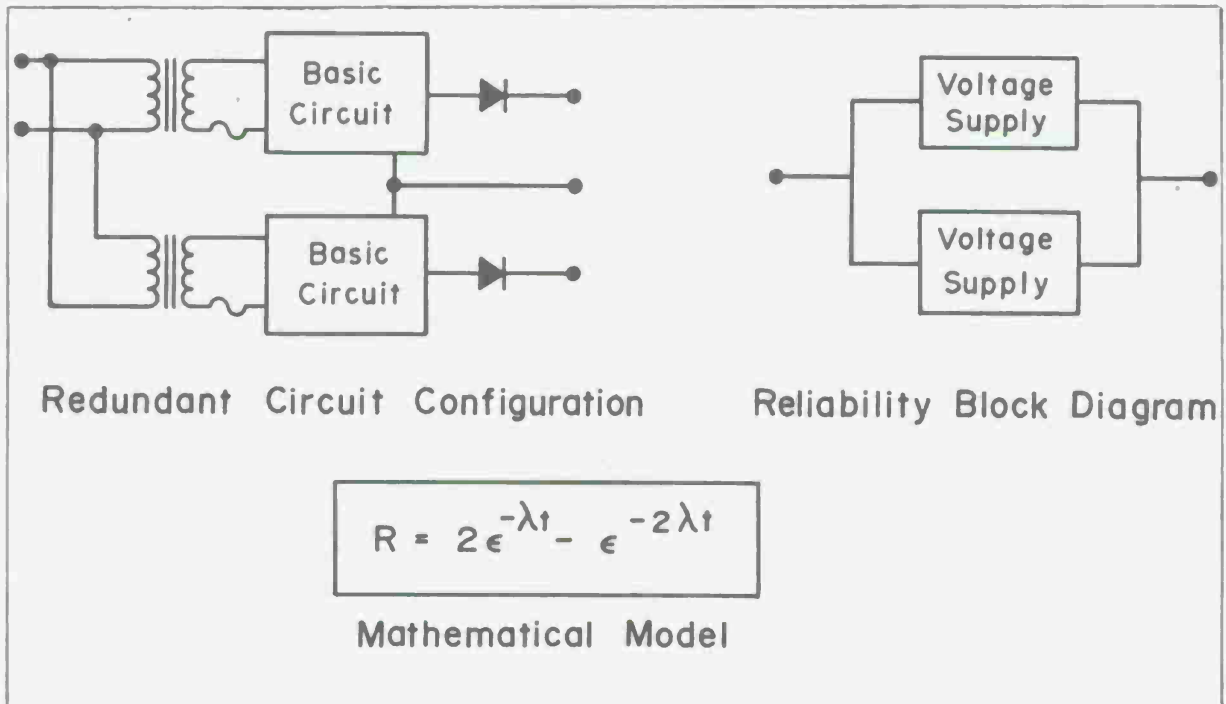 Basic
Circuit
Basic
Circuit
Voltage
Supply
Voltage
Supply
Redundant Circuit Configuration
Reliability Block Diagram
R = 2ϵ^{-λt} - ϵ^{-2λt}
Mathematical Model